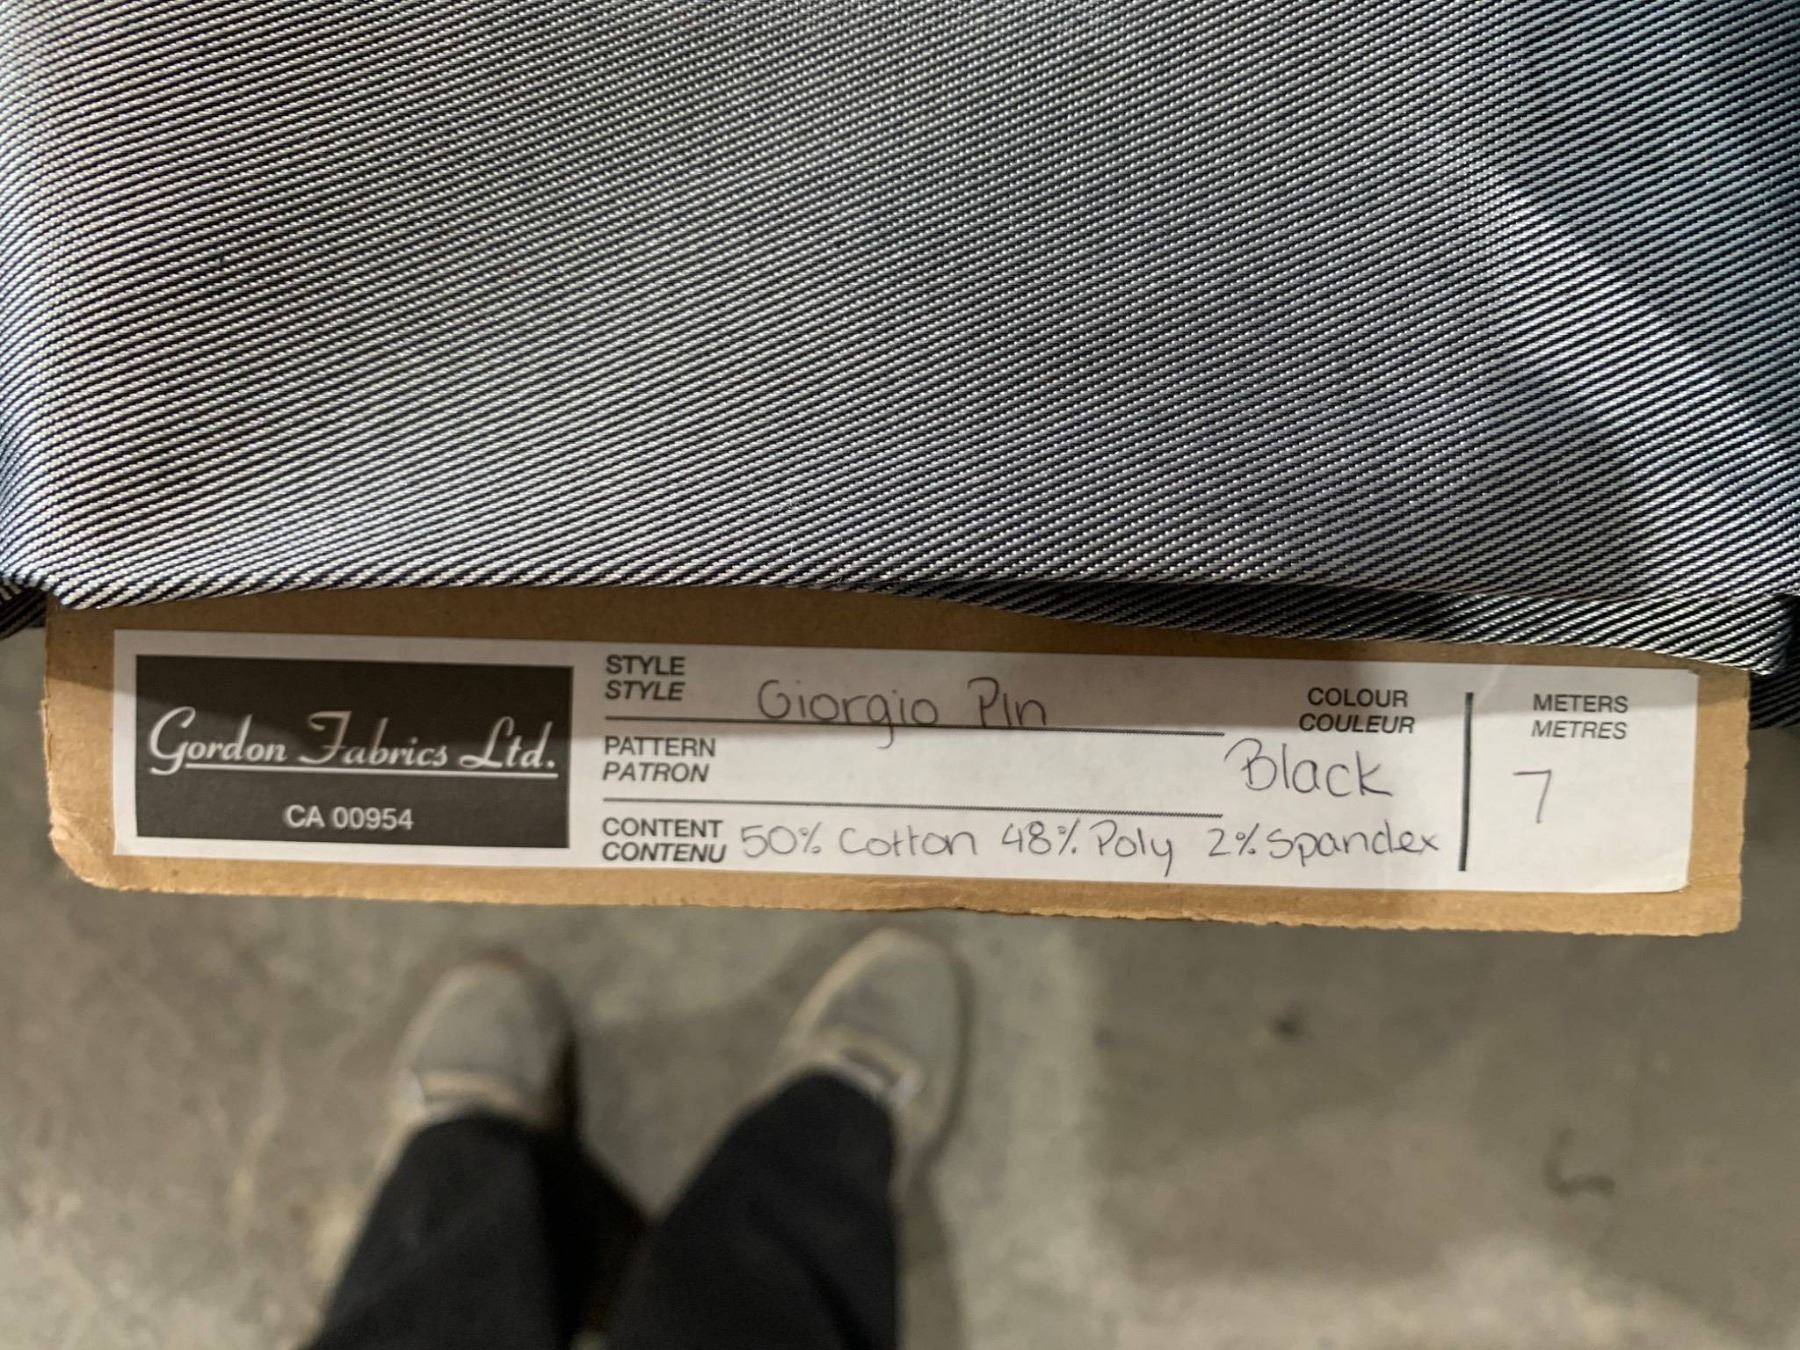 Gordon Fabrics Ltd.
CA 00954
STYLE
STYLE
Giorgio Pln
PATTERN
PATRON
CONTENT
CONTENU
50% Cotton 48% Poly 2% Spandex
COLOUR
COULEUR
Black
METERS
METRES
7